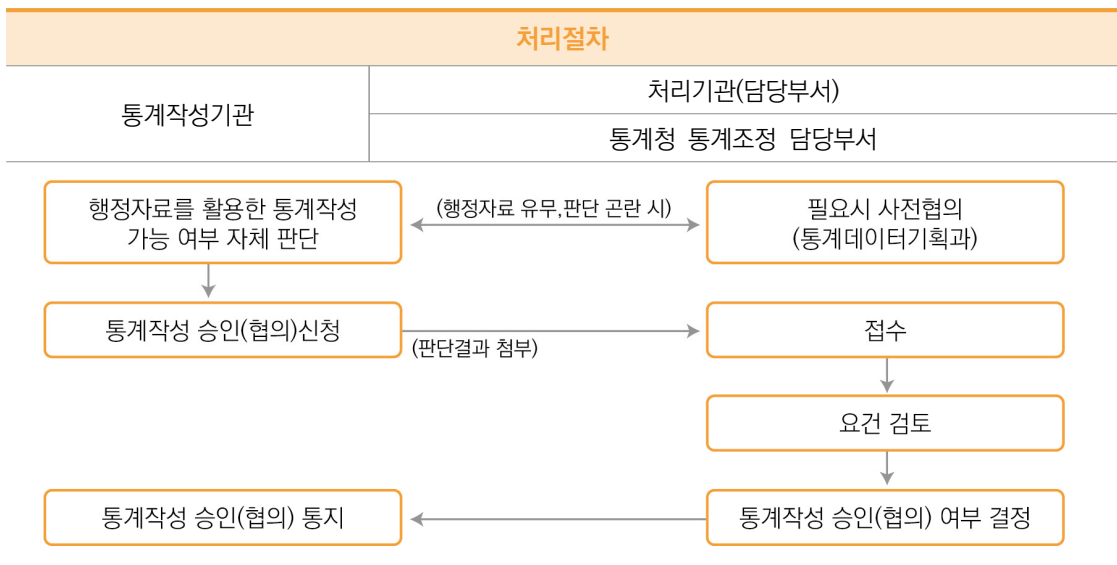 처리절차
통계작성기관
처리기관(담당부서)
통계청 통계조정 담당부서
행정자료를 활용한 통계작성
가능 여부 자체 판단
(행정자료 유무,판단 곤란 시)
필요시 사전협의
(통계데이터기획과)
통계작성 승인(협의)신청
(판단결과 첨부)
접수
요건 검토
통계작성 승인(협의) 통지
통계작성 승인(협의) 여부 결정